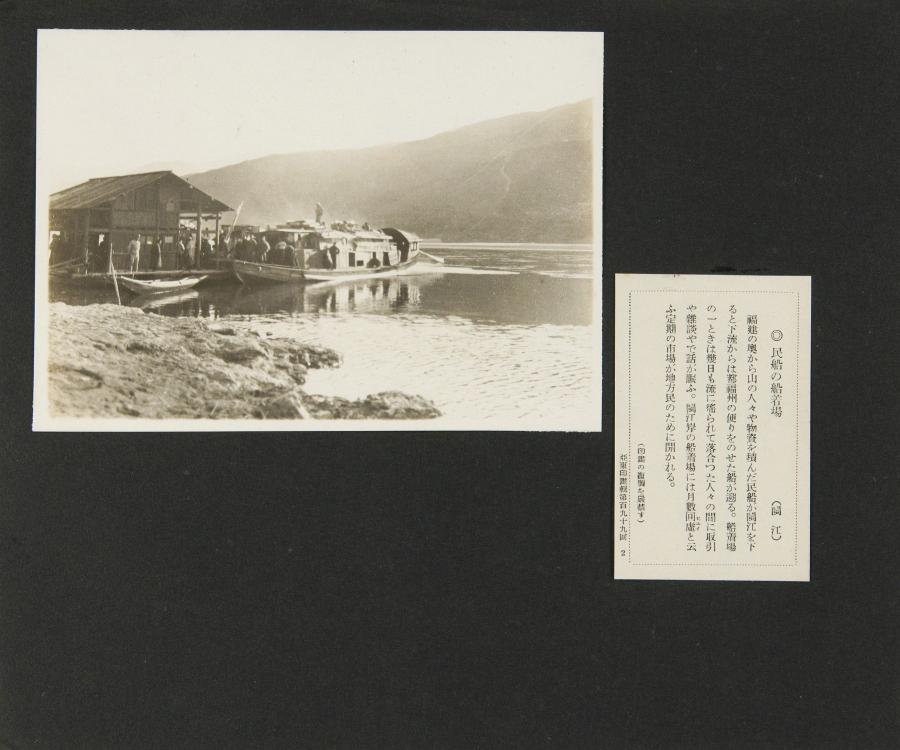 ◎民船の船着場　（閩江）
福建の奥から山の人々や物資を積んだ民船が閩江を下
ると下流からは都福州の便りをのせた船が遡る。船着場
の一ときは幾日も流に揺られて落合つた人々の間に取引
や雑談やで話が賑ふ。閩江岸の船着場には月數回虚と云
ふ定期の市場が地方民のために開かれる。
（印畫の複製を嚴禁す）
亞東印畫輯第百九十九回　2